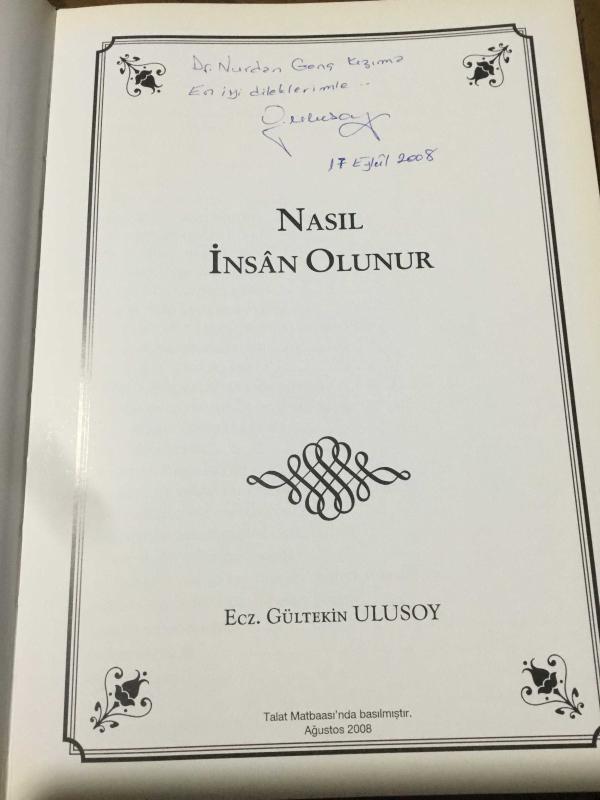 Dr. Nurdan Genç Kızıma
En iyi dileklerimle ..
G. Ulusoy
17 Eylül 2008
NASIL
İNSÂN OLUNUR
ECZ. GÜLTEKİN ULUSOY
Talat Matbaası'nda basılmıştır.
Ağustos 2008